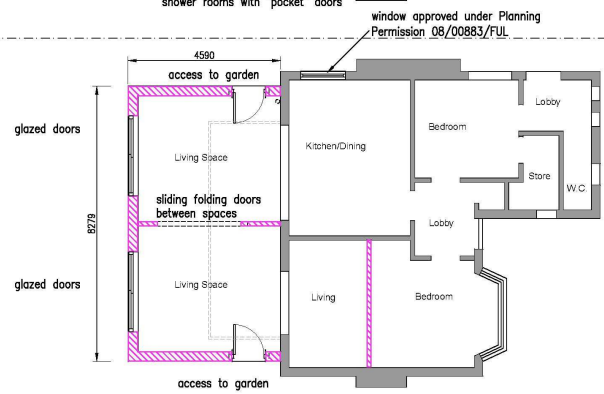 shower rooms with pocket doors
window approved under Planning
Permission 08/00883/FUL
4590
access to garden
Lobby
glazed doors
Bedroom
Kitchen/Dining
Living Space
Store
W.C.
sliding folding doors
between spaces
Lobby
8279
glazed doors
Living Space
Living
Bedroom
access to garden